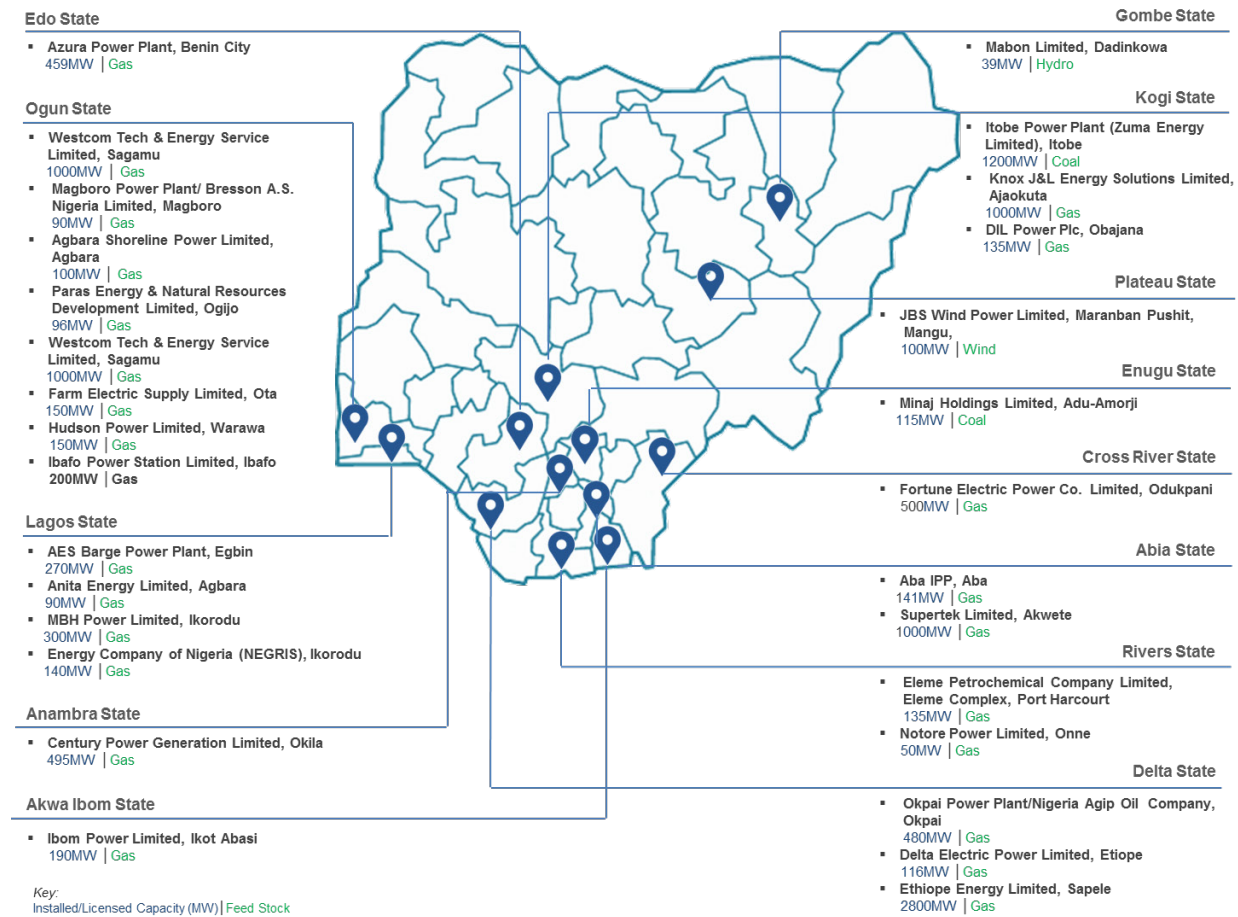 Edo State
Azura Power Plant, Benin City
459MW | Gas
Ogun State
Westcom Tech & Energy Service
Limited, Sagamu
1000MW | Gas
Magboro Power Plant/ Bresson A.S.
Nigeria Limited, Magboro
90MW | Gas
Agbara Shoreline Power Limited,
Agbara
100MW | Gas
Paras Energy & Natural Resources
Development Limited, Ogijo
96MW | Gas
Westcom Tech & Energy Service
Limited, Sagamu
1000MW | Gas
Farm Electric Supply Limited, Ota
150MW | Gas
Hudson Power Limited, Warawa
150MW | Gas
Ibafo Power Station Limited, Ibafo
200MW | Gas
Lagos State
AES Barge Power Plant, Egbin
270MW | Gas
Anita Energy Limited, Agbara
90MW | Gas
MBH Power Limited, Ikorodu
300MW | Gas
Energy Company of Nigeria (NEGRIS), Ikorodu
140MW | Gas
Anambra State
Century Power Generation Limited, Okila
495MW | Gas
Akwa Ibom State
Ibom Power Limited, Ikot Abasi
190MW | Gas
Key:
Installed/Licensed Capacity (MW) | Feed Stock
Gombe State
Mabon Limited, Dadinkowa
39MW | Hydro
Kogi State
Itobe Power Plant (Zuma Energy
Limited), Itobe
1200MW | Coal
Knox J&L Energy Solutions Limited,
Ajaokuta
1000MW | Gas
DIL Power Plc, Obajana
135MW | Gas
Plateau State
JBS Wind Power Limited, Maranban Pushit,
Mangu,
100MW | Wind
Enugu State
Minaj Holdings Limited, Adu-Amorji
115MW | Coal
Cross River State
Fortune Electric Power Co. Limited, Odukpani
500MW | Gas
Abia State
Aba IPP, Aba
141MW | Gas
Supertek Limited, Akwete
1000MW | Gas
Rivers State
Eleme Petrochemical Company Limited,
Eleme Complex, Port Harcourt
135MW | Gas
Notore Power Limited, Onne
50MW | Gas
Delta State
Okpai Power Plant/Nigeria Agip Oil Company,
Okpai
480MW | Gas
Delta Electric Power Limited, Etiope
116MW | Gas
Ethiope Energy Limited, Sapele
2800MW | Gas